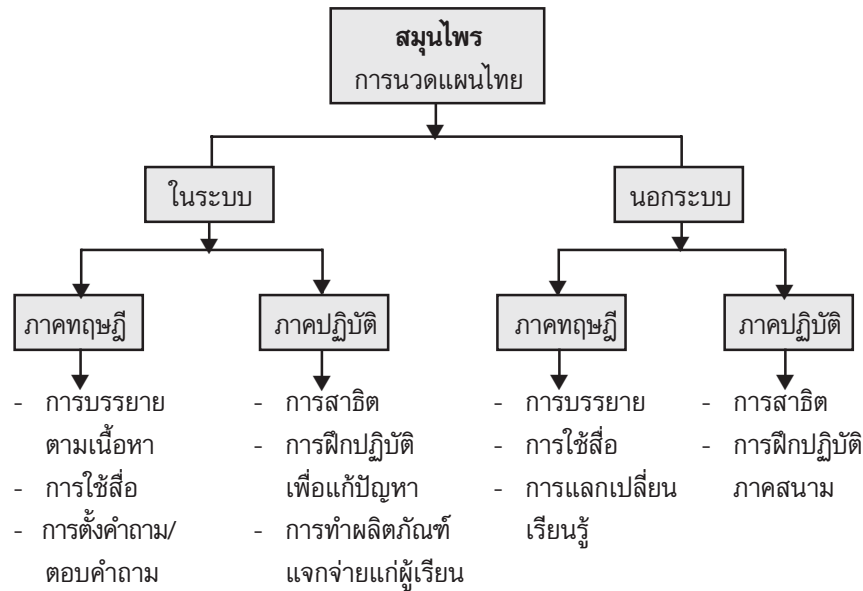 สมุนไพร
การนวดแผนไทย
ในระบบ
นอกระบบ
ภาคทฤษฎี
ภาคปฏิบัติ
ภาคทฤษฎี
ภาคปฏิบัติ
- การบรรยาย
ตามเนื้อหา
- การใช้สื่อ
- การตั้งคำถาม/
ตอบคำถาม
- การสาธิต
- การฝึกปฏิบัติ
เพื่อแก้ปัญหา
- การทำผลิตภัณฑ์
แจกจ่ายแก่ผู้เรียน
- การบรรยาย
- การใช้สื่อ
- การแลกเปลี่ยน
เรียนรู้
- การสาธิต
- การฝึกปฏิบัติ
ภาคสนาม